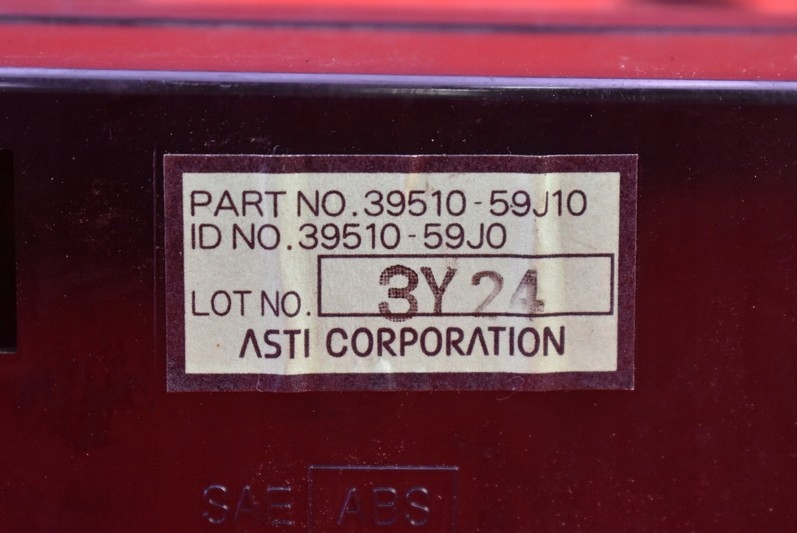 PART NO.39510-59J10
ID NO.39510-59J0
LOT NO. 3Y24
ASTI CORPORATION
SAE ABS